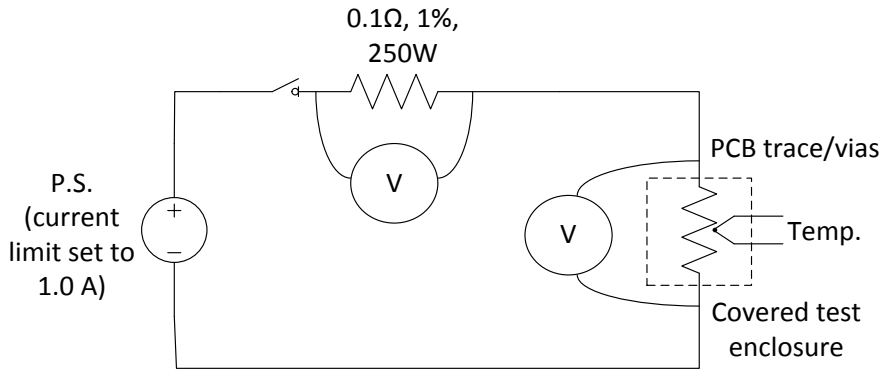 0.1Ω, 1%,
250W
V
P.S.
(current
limit set to
1.0 A)
+
−
V
PCB trace/vias
Temp.
Covered test
enclosure